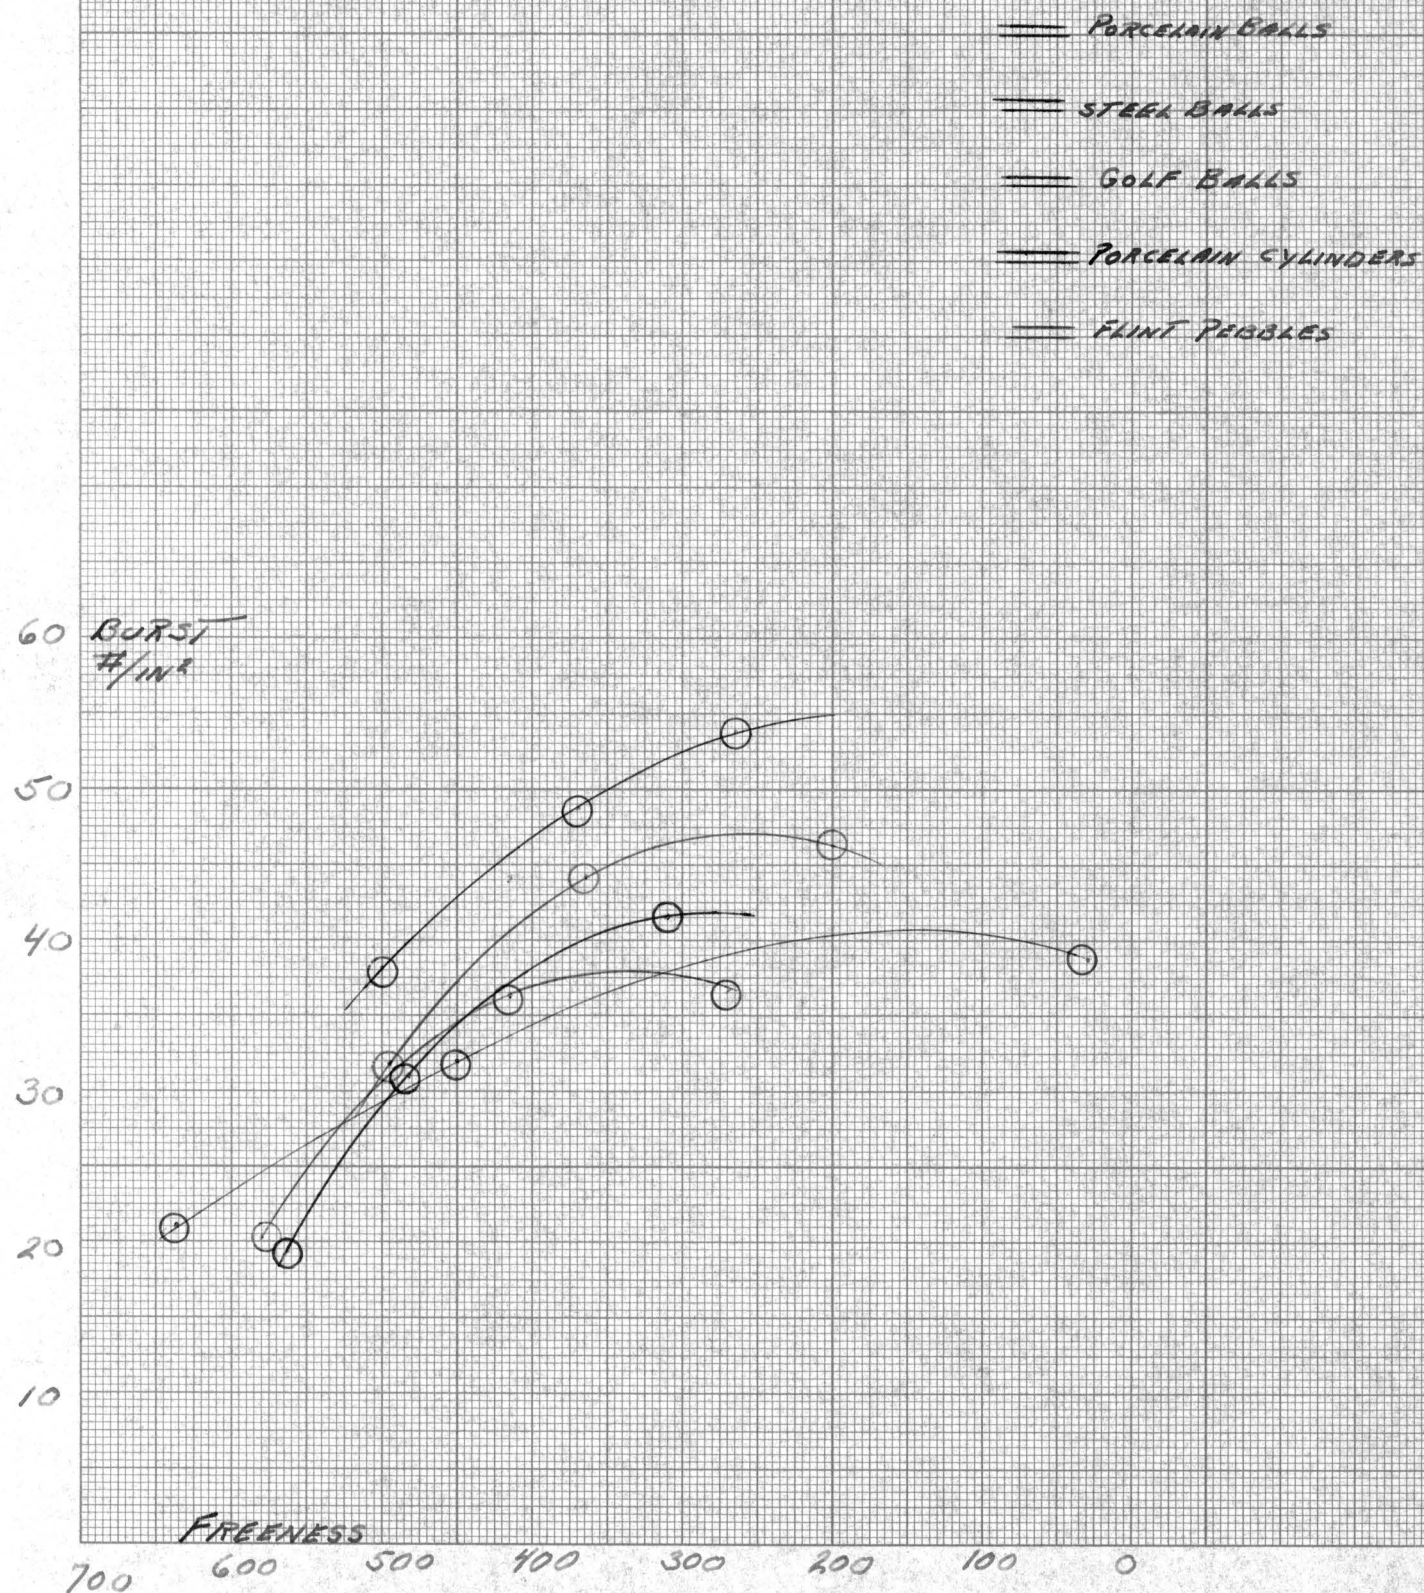 PORCELAIN BALLS
STEEL BALLS
GOLF BALLS
PORCELAIN CYLINDERS
FLINT PEBBLES
60 BURST
#/IN²
50
40
30
20
10
FREENESS
700 600 500 400 300 200 100 0